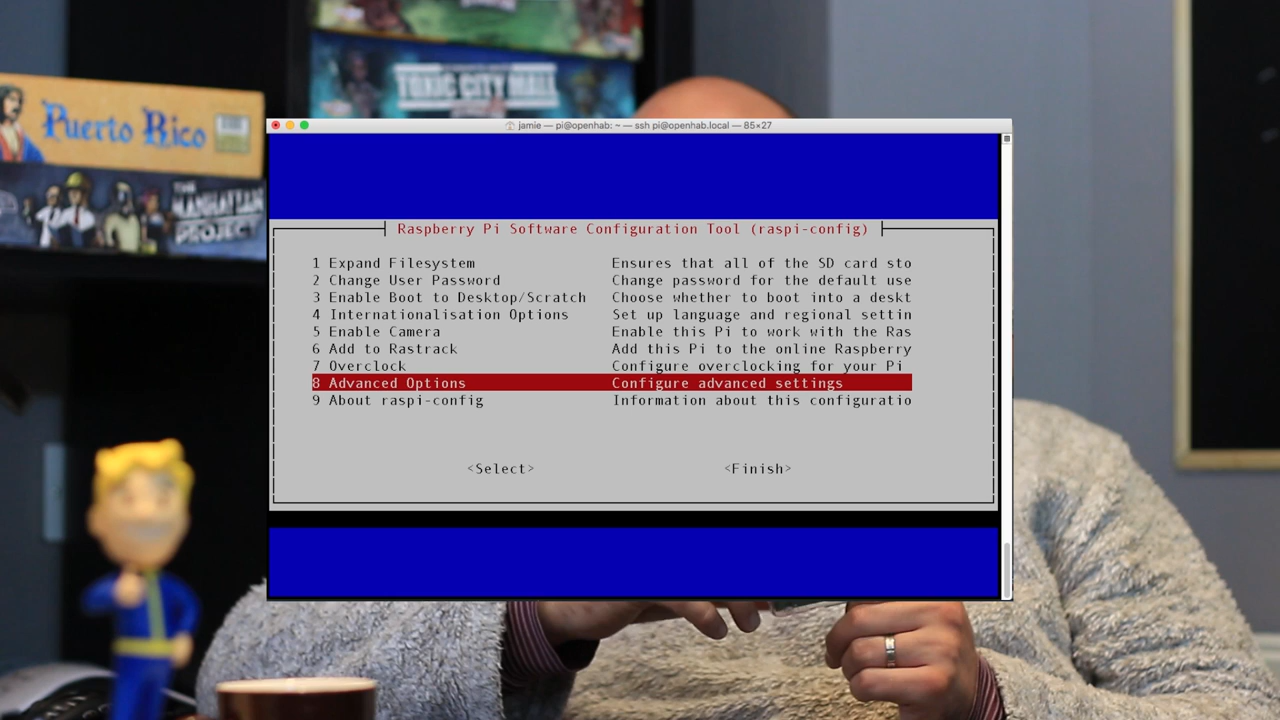 TOXIC CITY MALL
Puerto Rico
THE
MANHATTAN
PROJECT
jamie — pi@openhab: ~ — ssh pi@openhab.local — 85×27
Raspberry Pi Software Configuration Tool (raspi-config)
1 Expand Filesystem Ensures that all of the SD card sto
2 Change User Password Change password for the default use
3 Enable Boot to Desktop/Scratch Choose whether to boot into a deskt
4 Internationalisation Options Set up language and regional settin
5 Enable Camera Enable this Pi to work with the Ras
6 Add to Rastrack Add this Pi to the online Raspberry
7 Overclock Configure overclocking for your Pi
8 Advanced Options Configure advanced settings
9 About raspi-config Information about this configuratio
<Select> <Finish>